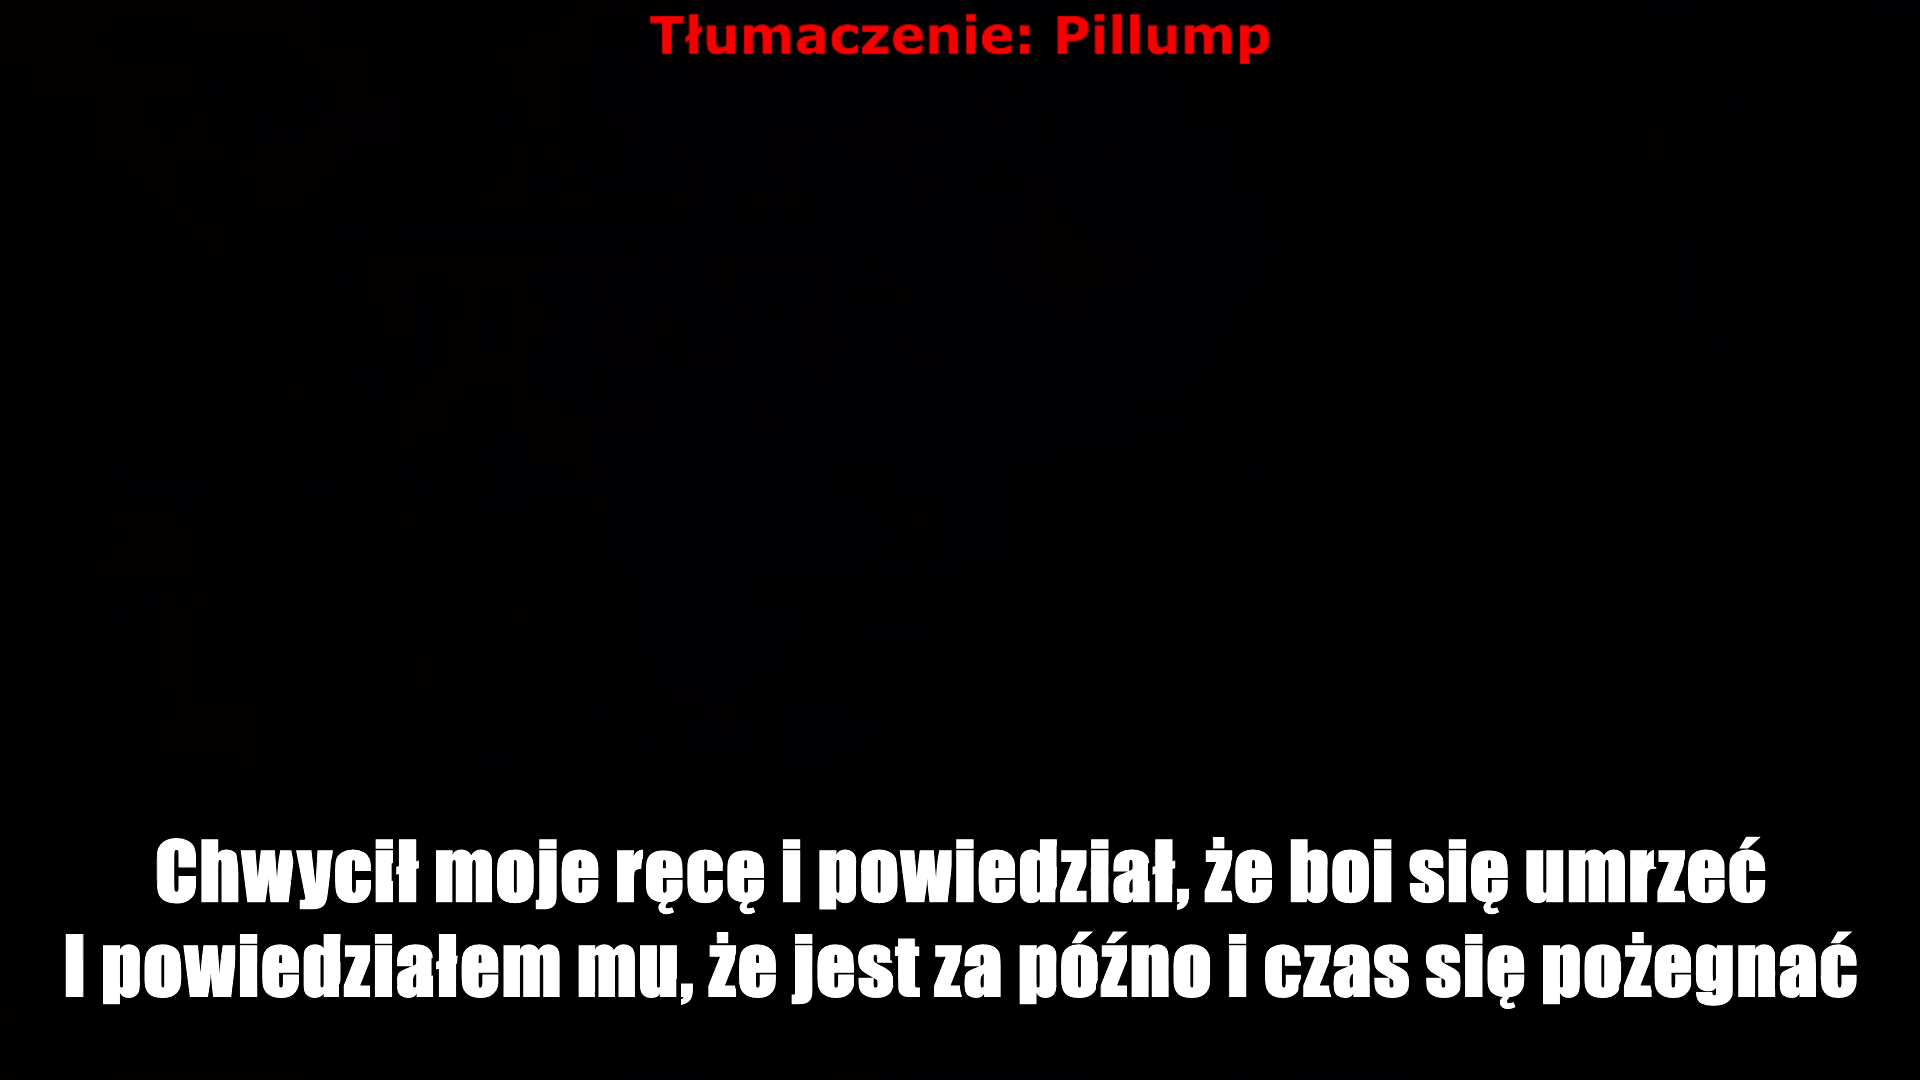 Tłumaczenie: Pillump
Chwycił moje ręcę i powiedział, że boi się umrzeć
I powiedziałem mu, że jest za późno i czas się pożegnać